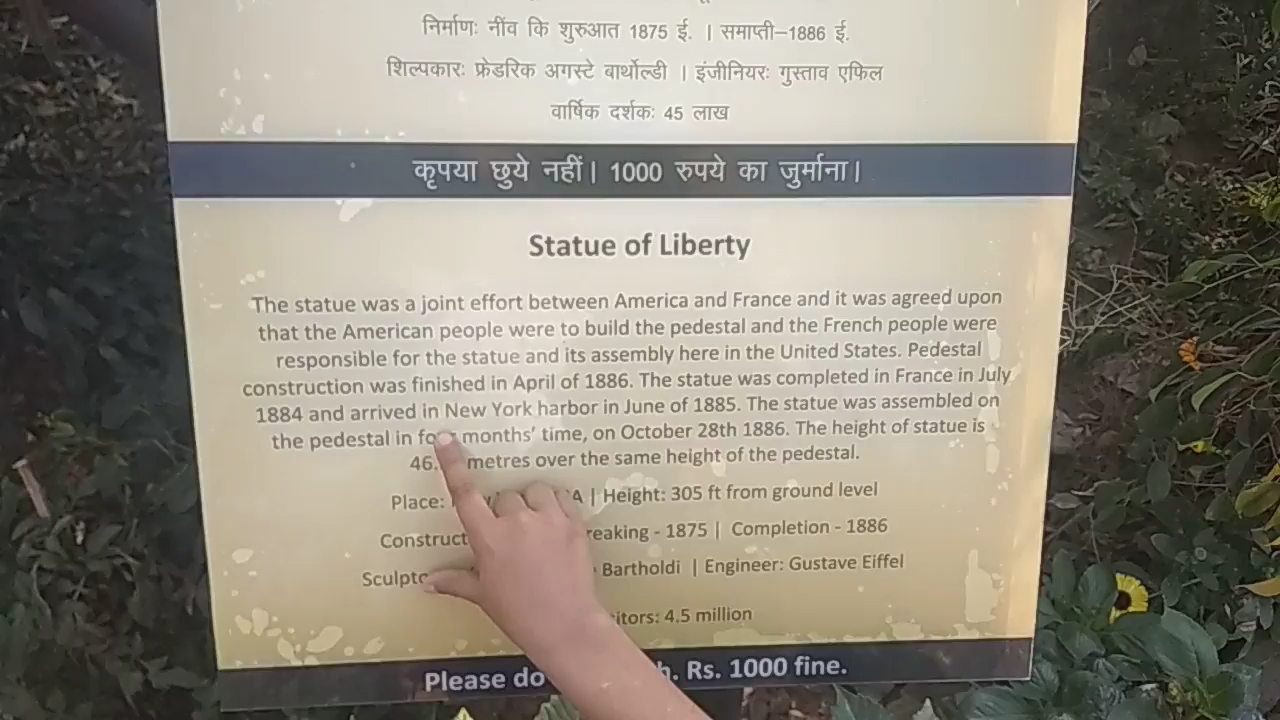 निर्माणः नींव कि शुरुआत 1875 ई. । समाप्ती–1886 ई.
शिल्पकारः फ्रेडरिक अगस्टे बार्थोल्डी । इंजीनियरः गुस्ताव एफिल
वार्षिक दर्शकः 45 लाख
कृपया छुये नहीं। 1000 रुपये का जुर्माना।
Statue of Liberty
The statue was a joint effort between America and France and it was agreed upon
that the American people were to build the pedestal and the French people were
responsible for the statue and its assembly here in the United States. Pedestal
construction was finished in April of 1886. The statue was completed in France in July
1884 and arrived in New York harbor in June of 1885. The statue was assembled on
the pedestal in months' time, on October 28th 1886. The height of statue is
metres over the same height of the pedestal.
Place: | Height: 305 ft from ground level
- 1875 | Completion - 1886
Bartholdi | Engineer: Gustave Eiffel
4.5 million
Please do Rs. 1000 fine.